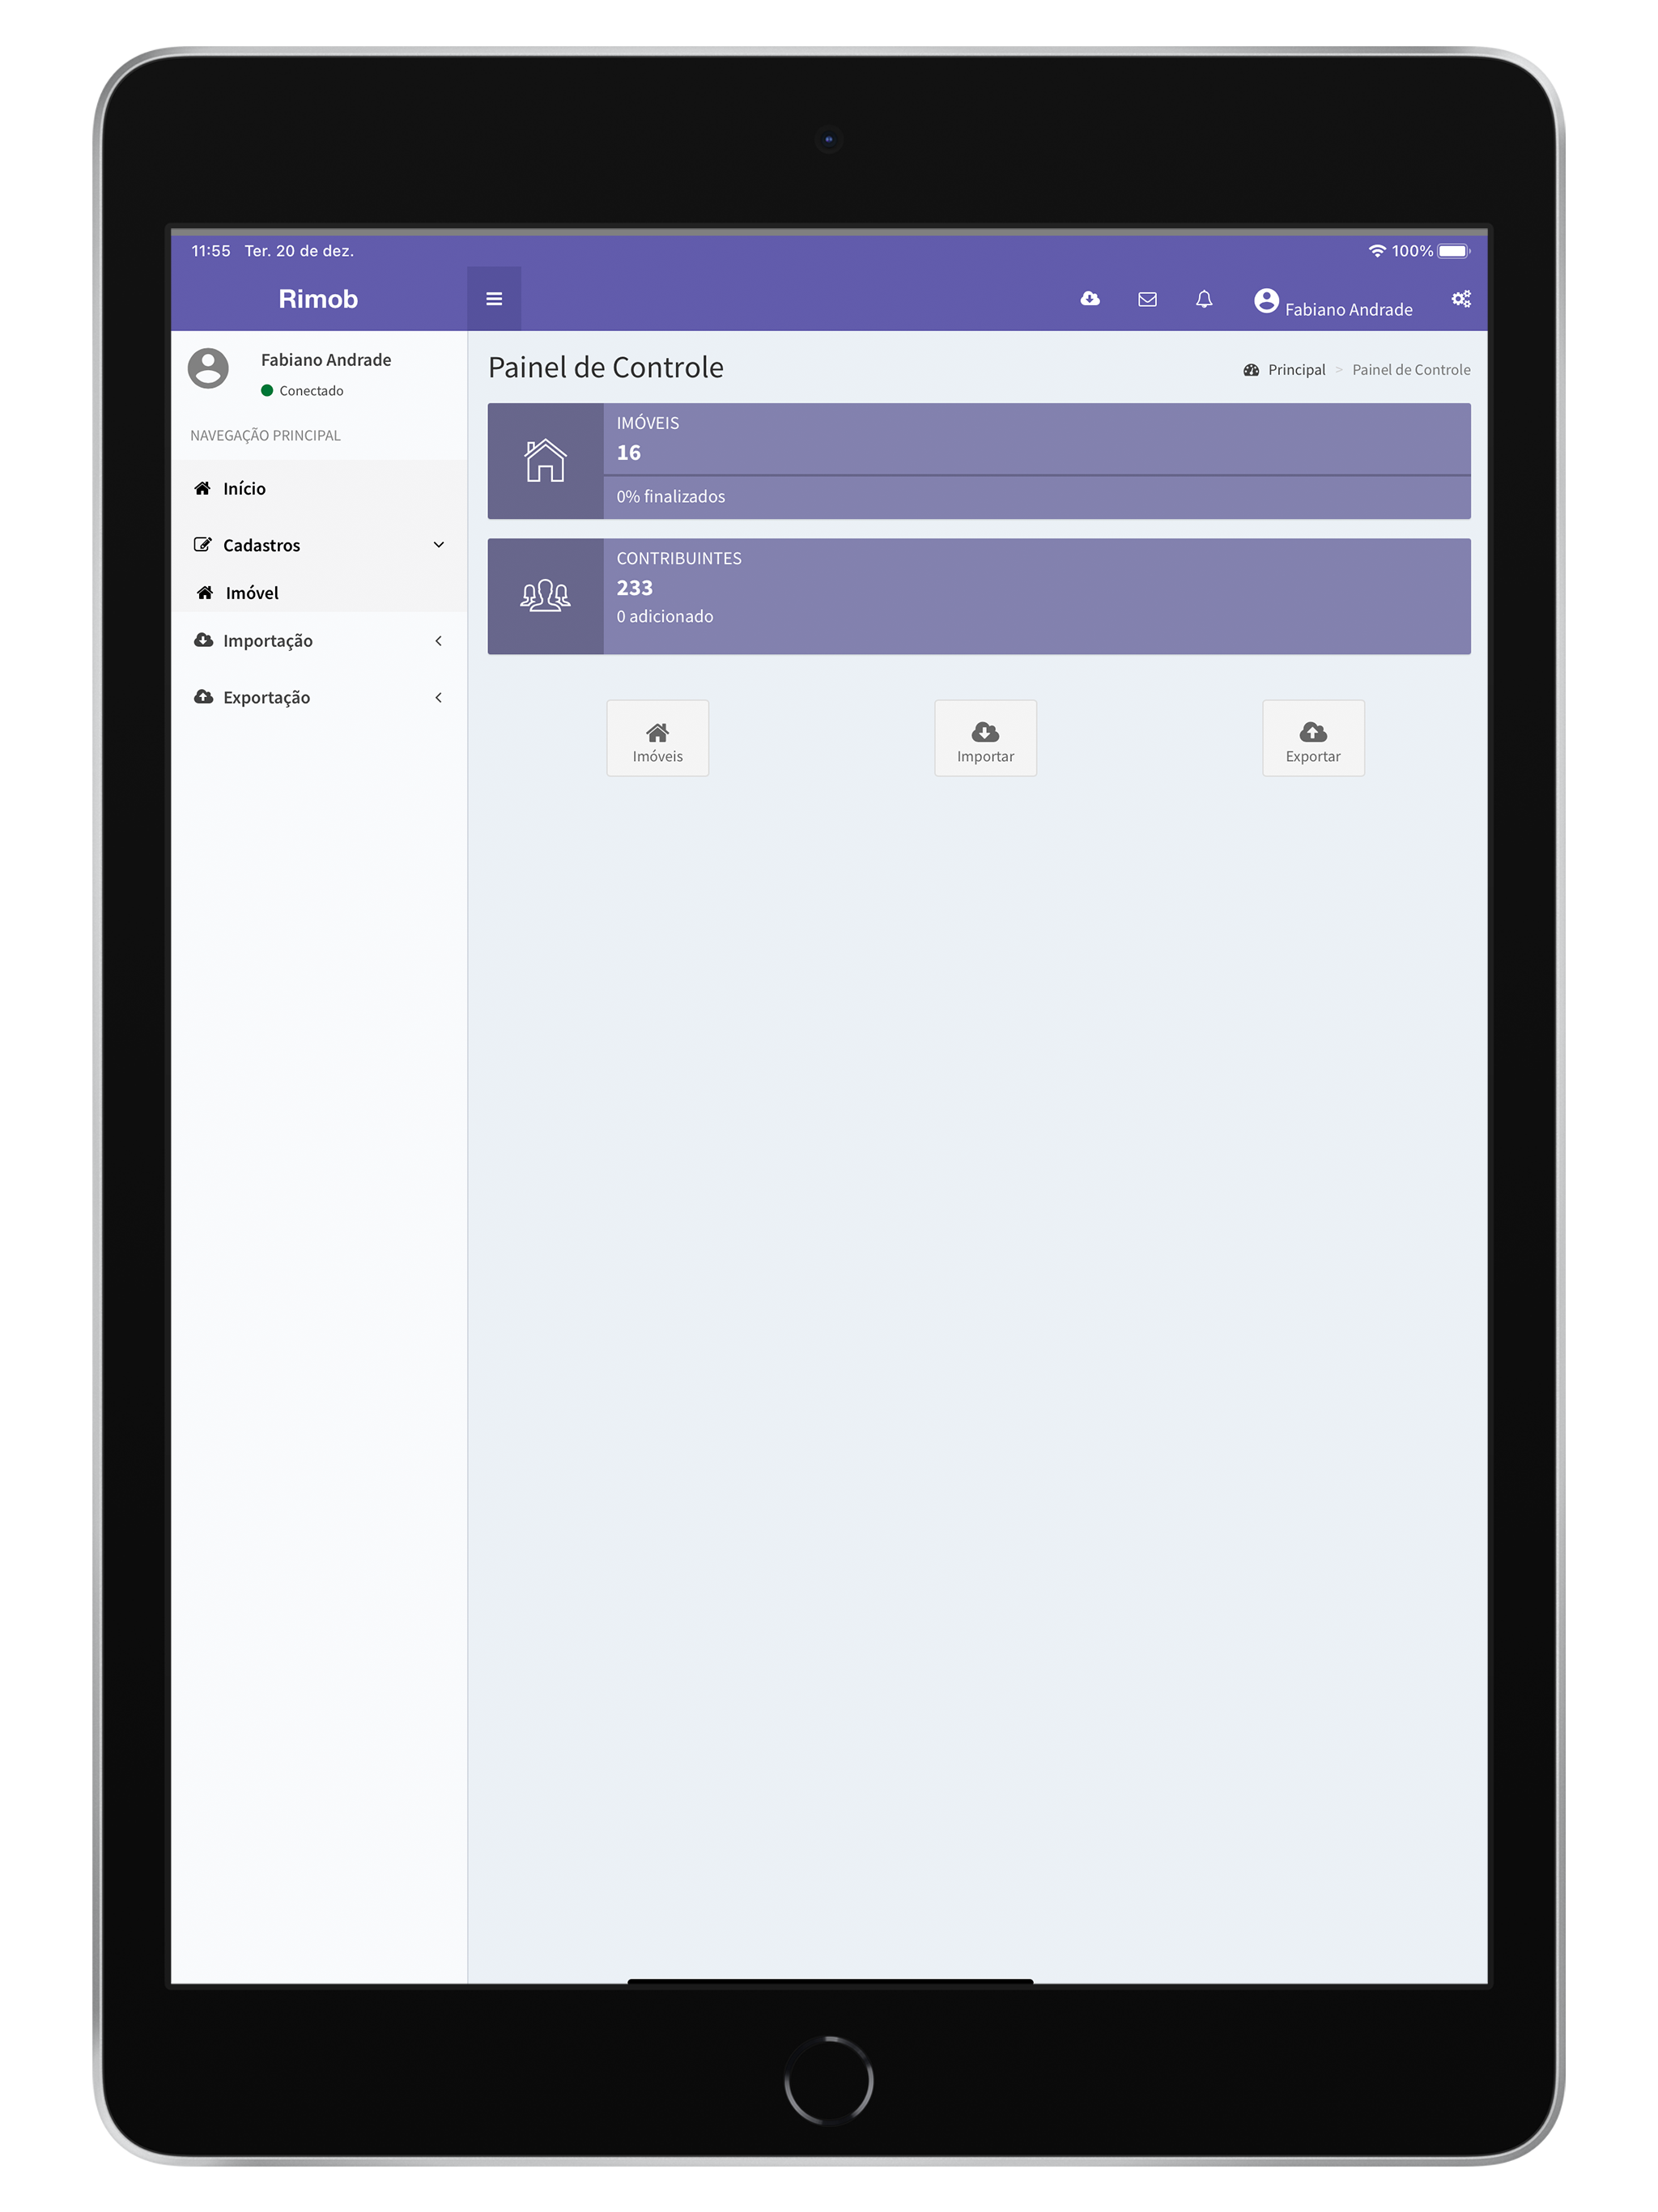 11:55 Ter. 20 de dez.
100%
Rimob
Fabiano Andrade
Fabiano Andrade
Conectado
NAVEGAÇÃO PRINCIPAL
Início
Cadastros
Imóvel
Importação
Exportação
Painel de Controle
Principal > Painel de Controle
IMÓVEIS
16
0% finalizados
CONTRIBUINTES
233
0 adicionado
Imóveis
Importar
Exportar